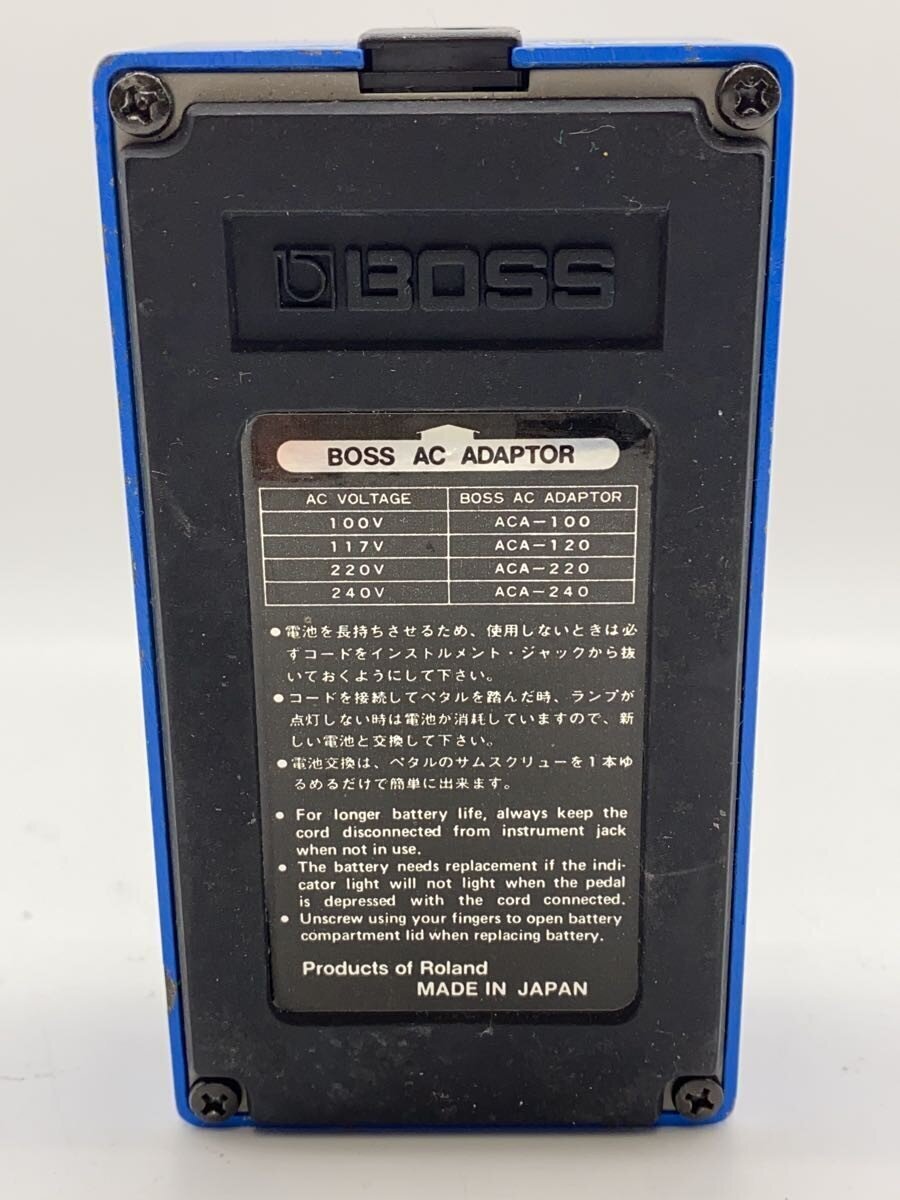 BOSS
BOSS AC ADAPTOR
AC VOLTAGE BOSS AC ADAPTOR
100V ACA-100
117V ACA-120
220V ACA-220
240V ACA-240
●電池を長持ちさせるため、使用しないときは必
ずコードをインストルメント・ジャックから抜
いておくようにして下さい。
●コードを接続してペタルを踏んだ時、ランプが
点灯しない時は電池か消耗していますので、新
しい電池と交換して下さい。
●電池交換は、ペタルのサムスクリューを1本ゆ
るめるだけで簡単に出来ます。
● For longer battery life, always keep the
cord disconnected from instrument jack
when not in use.
● The battery needs replacement if the indi-
cator light will not light when the pedal
is depressed with the cord connected.
● Unscrew using your fingers to open battery
compartment lid when replacing battery.
Products of Roland
MADE IN JAPAN